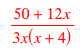 50 + 12x
3x(x + 4)